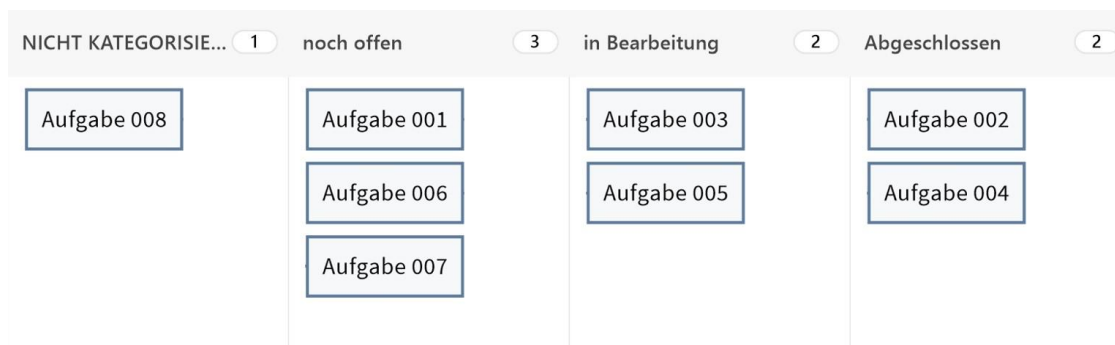 NICHT KATEGORISIE... 1
noch offen 3
in Bearbeitung 2
Abgeschlossen 2
Aufgabe 008
Aufgabe 001
Aufgabe 003
Aufgabe 002
Aufgabe 006
Aufgabe 005
Aufgabe 004
Aufgabe 007